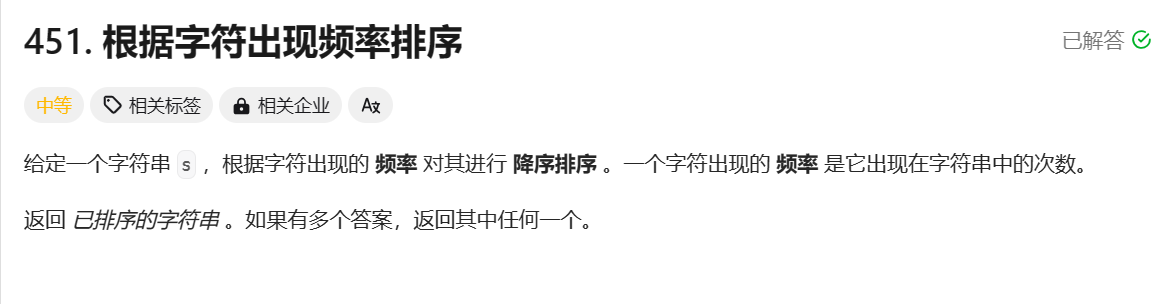 451. 根据字符出现频率排序
已解答
中等 相关标签 相关企业 A文
给定一个字符串 s ，根据字符出现的 频率 对其进行 降序排序 。一个字符出现的 频率 是它出现在字符串中的次数。
返回 已排序的字符串 。如果有多个答案，返回其中任何一个。